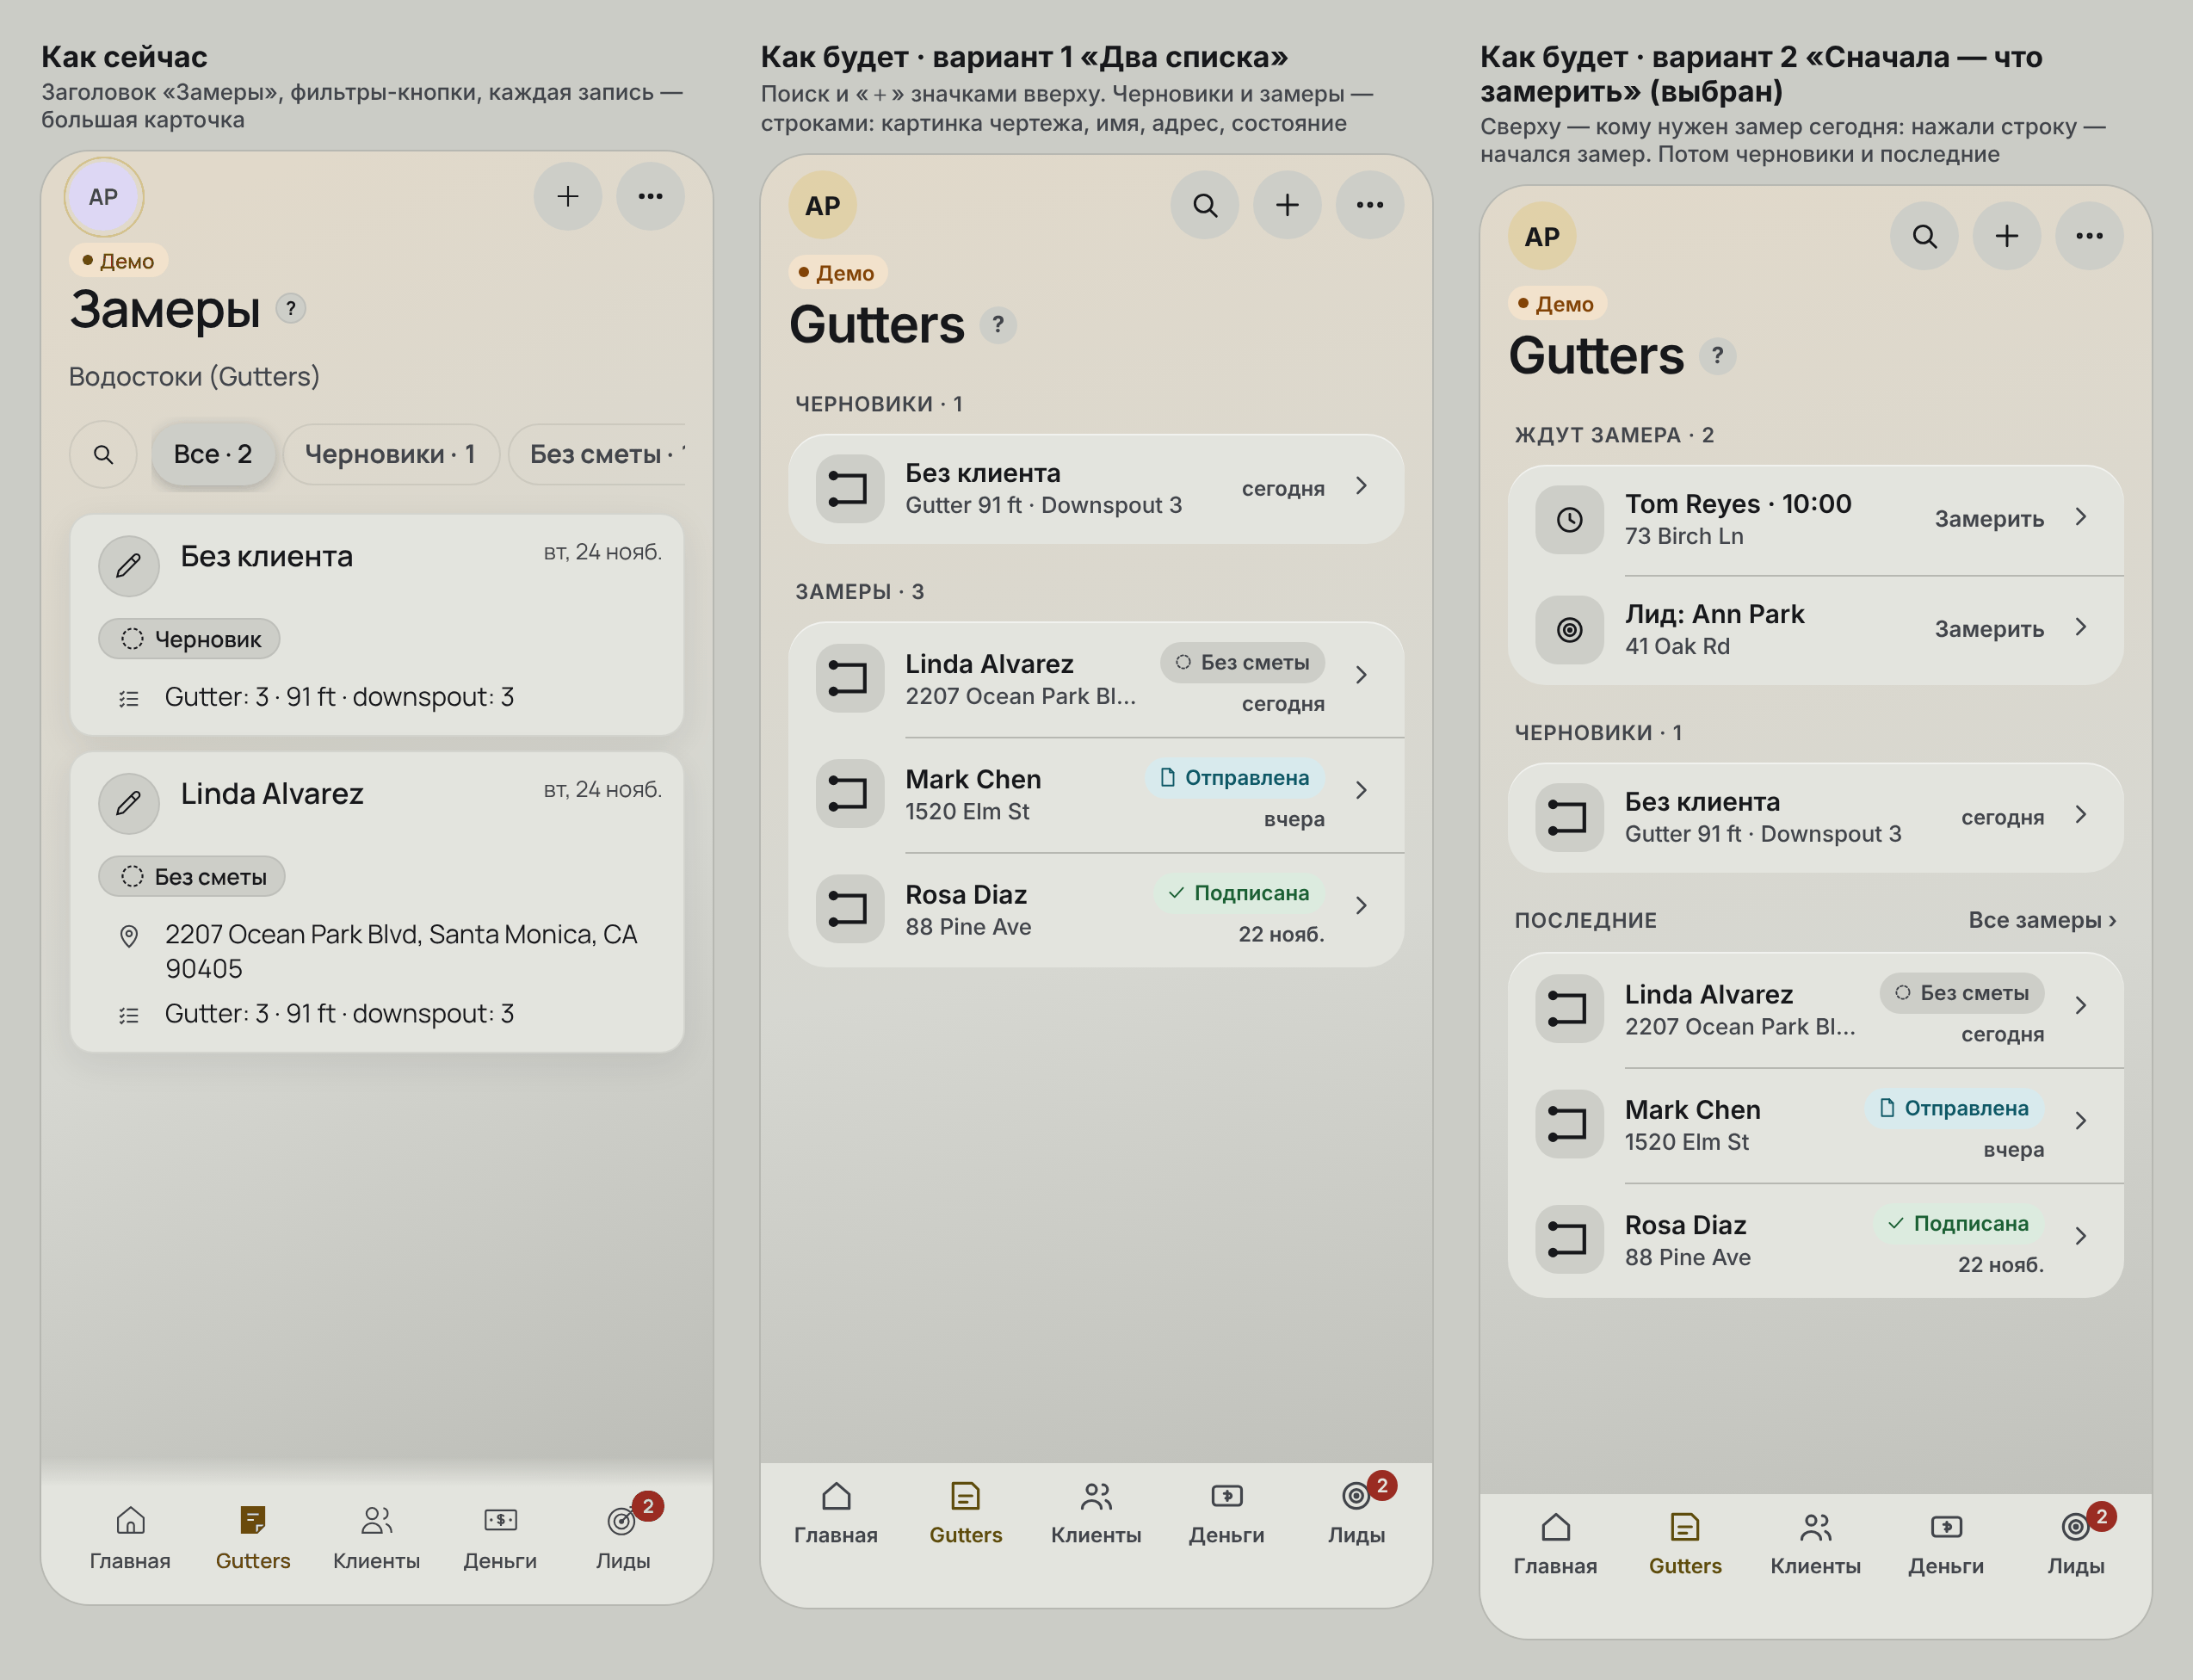 Как сейчас
Заголовок «Замеры», фильтры-кнопки, каждая запись —
большая карточка
AP
Демо
Замеры ?
Водостоки (Gutters)
Все · 2
Черновики · 1
Без сметы ·
Без клиента
вт, 24 нояб.
Черновик
Gutter: 3 · 91 ft · downspout: 3
Linda Alvarez
вт, 24 нояб.
Без сметы
2207 Ocean Park Blvd, Santa Monica, CA
90405
Gutter: 3 · 91 ft · downspout: 3
Главная
Gutters
Клиенты
Деньги
2
Лиды
Как будет · вариант 1 «Два списка»
Поиск и «+» значками вверху. Черновики и замеры —
строками: картинка чертежа, имя, адрес, состояние
AP
Демо
Gutters ?
ЧЕРНОВИКИ · 1
Без клиента
Gutter 91 ft · Downspout 3
сегодня
ЗАМЕРЫ · 3
Linda Alvarez
Без сметы
2207 Ocean Park Bl...
сегодня
Mark Chen
Отправлена
1520 Elm St
вчера
Rosa Diaz
Подписана
88 Pine Ave
22 нояб.
Главная
Gutters
Клиенты
Деньги
2
Лиды
Как будет · вариант 2 «Сначала — что
замерить» (выбран)
Сверху — кому нужен замер сегодня: нажали строку —
начался замер. Потом черновики и последние
AP
Демо
Gutters ?
ЖДУТ ЗАМЕРА · 2
Tom Reyes · 10:00
73 Birch Ln
Замерить
Лид: Ann Park
41 Oak Rd
Замерить
ЧЕРНОВИКИ · 1
Без клиента
Gutter 91 ft · Downspout 3
сегодня
ПОСЛЕДНИЕ
Все замеры ›
Linda Alvarez
Без сметы
2207 Ocean Park Bl...
сегодня
Mark Chen
Отправлена
1520 Elm St
вчера
Rosa Diaz
Подписана
88 Pine Ave
22 нояб.
Главная
Gutters
Клиенты
Деньги
2
Лиды